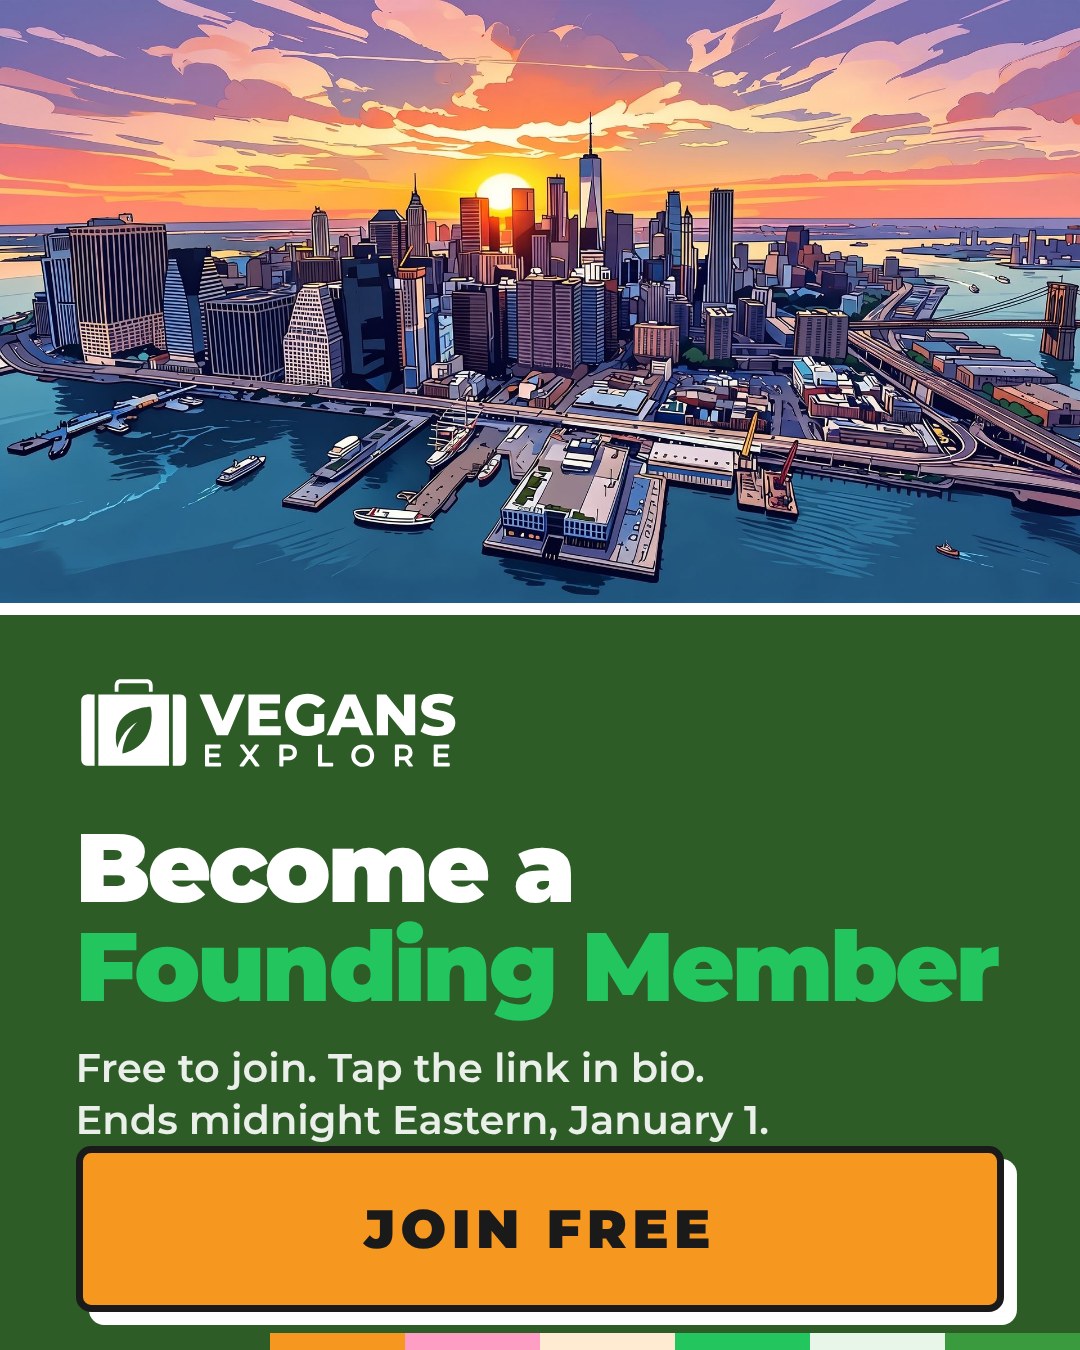 VEGANS
EXPLORE
Become a
Founding Member
Free to join. Tap the link in bio.
Ends midnight Eastern, January 1.
JOIN FREE